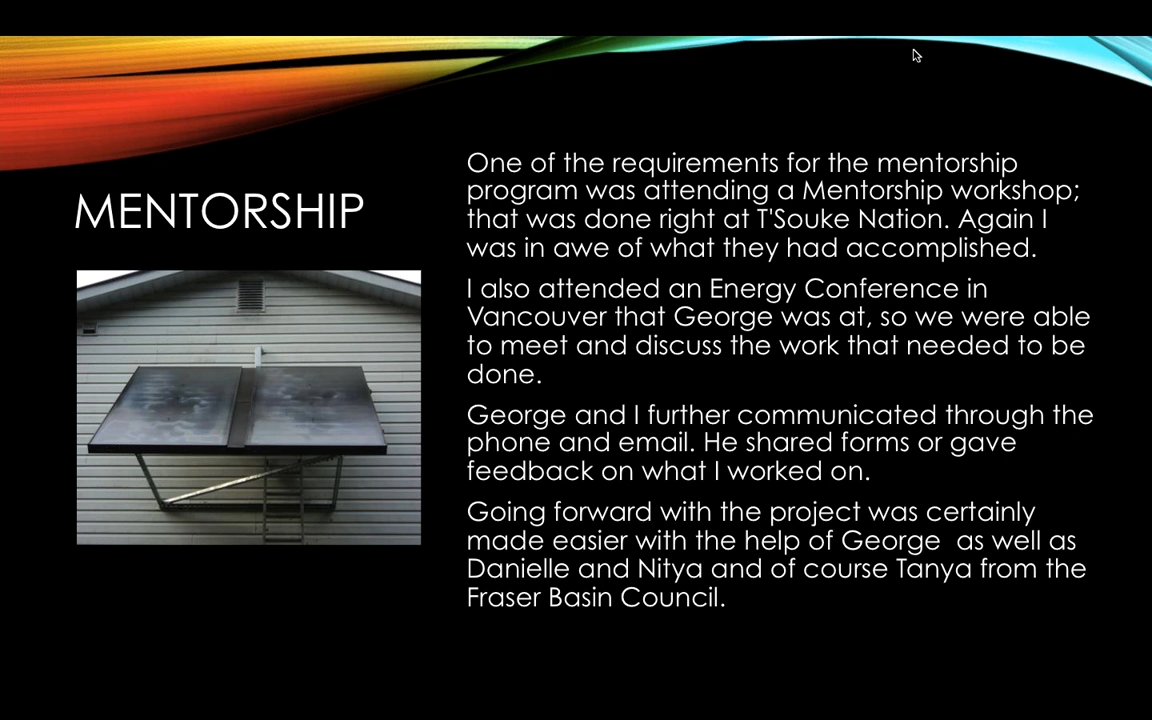 MENTORSHIP
One of the requirements for the mentorship
program was attending a Mentorship workshop;
that was done right at T'Souke Nation. Again I
was in awe of what they had accomplished.
I also attended an Energy Conference in
Vancouver that George was at, so we were able
to meet and discuss the work that needed to be
done.
George and I further communicated through the
phone and email. He shared forms or gave
feedback on what I worked on.
Going forward with the project was certainly
made easier with the help of George  as well as
Danielle and Nitya and of course Tanya from the
Fraser Basin Council.